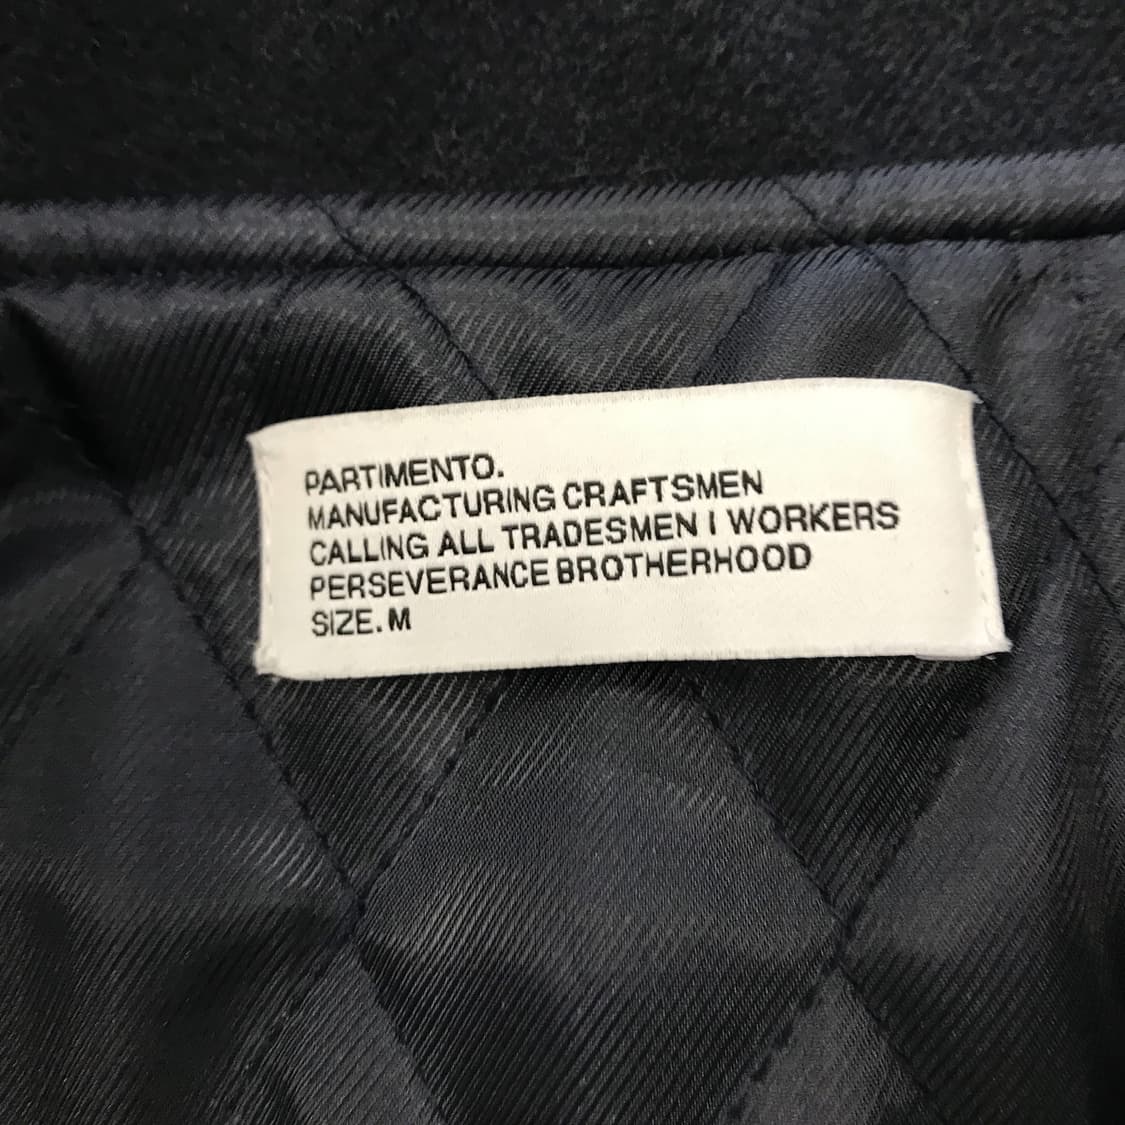 PARTIMENTO.
MANUFACTURING CRAFTSMEN
CALLING ALL TRADESMEN I WORKERS
PERSEVERANCE BROTHERHOOD
SIZE. M